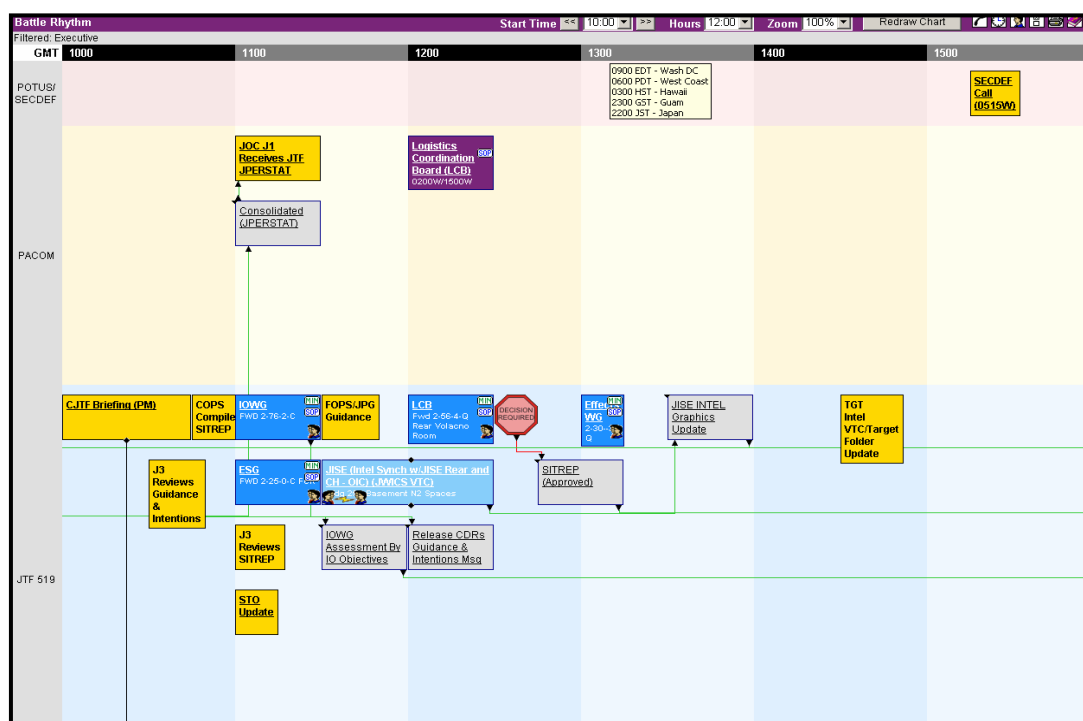 Battle Rhythm
Start Time << 10:00 >> Hours 12:00 Zoom 100% Redraw Chart
Filtered: Executive
GMT 1000 1100 1200 1300 1400 1500
POTUS/
SECDEF
0900 EDT - Wash DC
0600 PDT - West Coast
0300 HST - Hawaii
2300 GST - Guam
2200 JST - Japan
SECDEF
Call
(0515W)
PACOM
JOC J1
Receives JTF
JPERSTAT
Logistics
Coordination
Board (LCB)
0200W/1500W
SOP
Consolidated
(JPERSTAT)
JTF 519
CJTF Briefing (PM)
COPS
Compile
SITREP
IOWG
FWD 2-76-2-C
MIN
SOP
FOPS/JPG
Guidance
LCB
Fwd 2-56-4-Q
Rear Volacno
Room
MIN
SOP
DECISION
REQUIRED
WG
2-30-
Q
MIN
SOP
JISE INTEL
Graphics
Update
TGT
Intel
VTC/Target
Folder
Update
J3
Reviews
Guidance
&
Intentions
ESG
FWD 2-25-0-C
MIN
SOP
JISE (Intel Synch w/JISE Rear and
CH - OIC) (JWICS VTC)
Basement N2 Spaces
SITREP
(Approved)
J3
Reviews
SITREP
IOWG
Assessment By
IO Objectives
Release CDRs
Guidance &
Intentions Msg
STO
Update